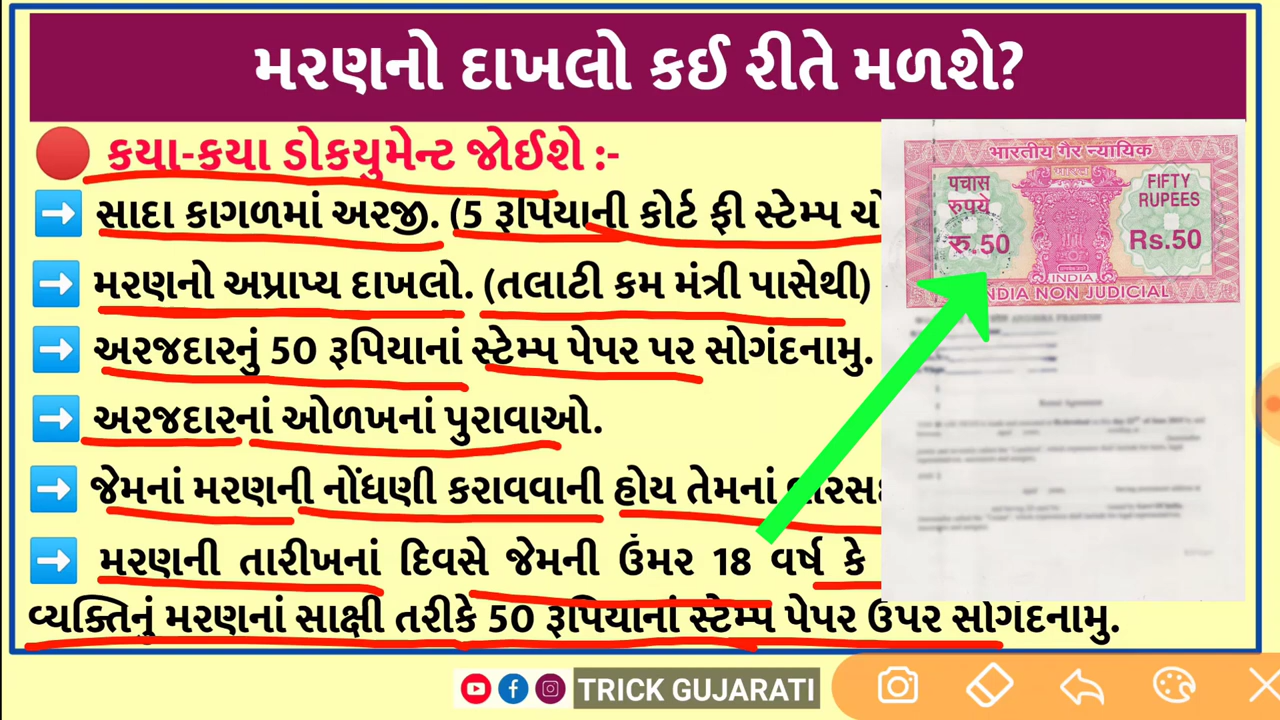 મરણનો દાખલો કઈ રીતે મળશે?
કયા-કયા ડોક્યુમેન્ટ જોઈશે :-
સાદા કાગળમાં અરજી. (5 રૂપિયાની કોર્ટ ફી સ્ટેમ્પ
મરણનો અપ્રાપ્ય દાખલો. (તલાટી કમ મંત્રી પાસેથી)
અરજદારનું 50 રૂપિયાનાં સ્ટેમ્પ પેપર પર સોગંદનામુ.
અરજદારનાં ઓળખનાં પુરાવાઓ.
જેમનાં મરણની નોંધણી કરાવવાની હોય તેમનાં
મરણની તારીખનાં દિવસે જેમની ઉંમર 18 વર્ષ કે
વ્યક્તિનું મરણનાં સાક્ષી તરીકે 50 રૂપિયાનાં સ્ટેમ્પ પેપર ઉપર સોગંદનામુ.
भारतीय गैर न्यायिक
पचास
रुपये
रु.50
भारत
FIFTY
RUPEES
Rs.50
INDIA
INDIA NON JUDICIAL
TRICK GUJARATI